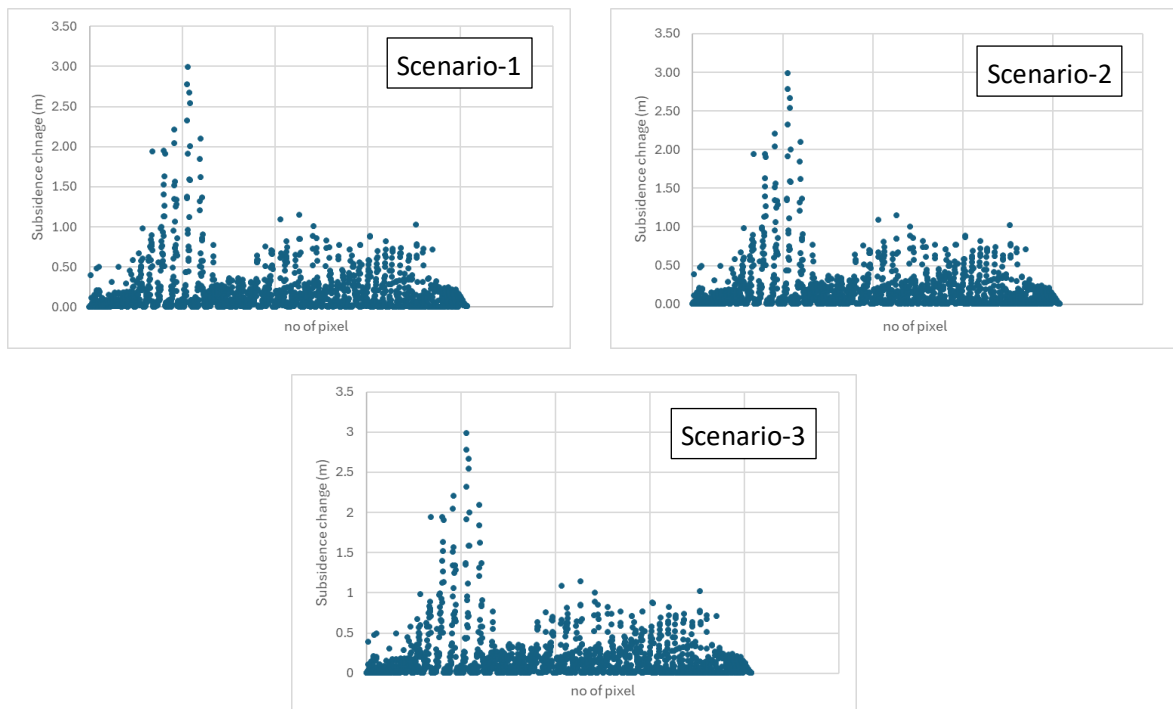 Scenario-1
3.50
3.00
2.50
2.00
1.50
1.00
0.50
0.00
Subsidence chnage (m)
no of pixel
Scenario-2
3.50
3.00
2.50
2.00
1.50
1.00
0.50
0.00
Subsidence change (m)
no of pixel
Scenario-3
3.5
3
2.5
2
1.5
1
0.5
0
Subsidence change (m)
no of pixel